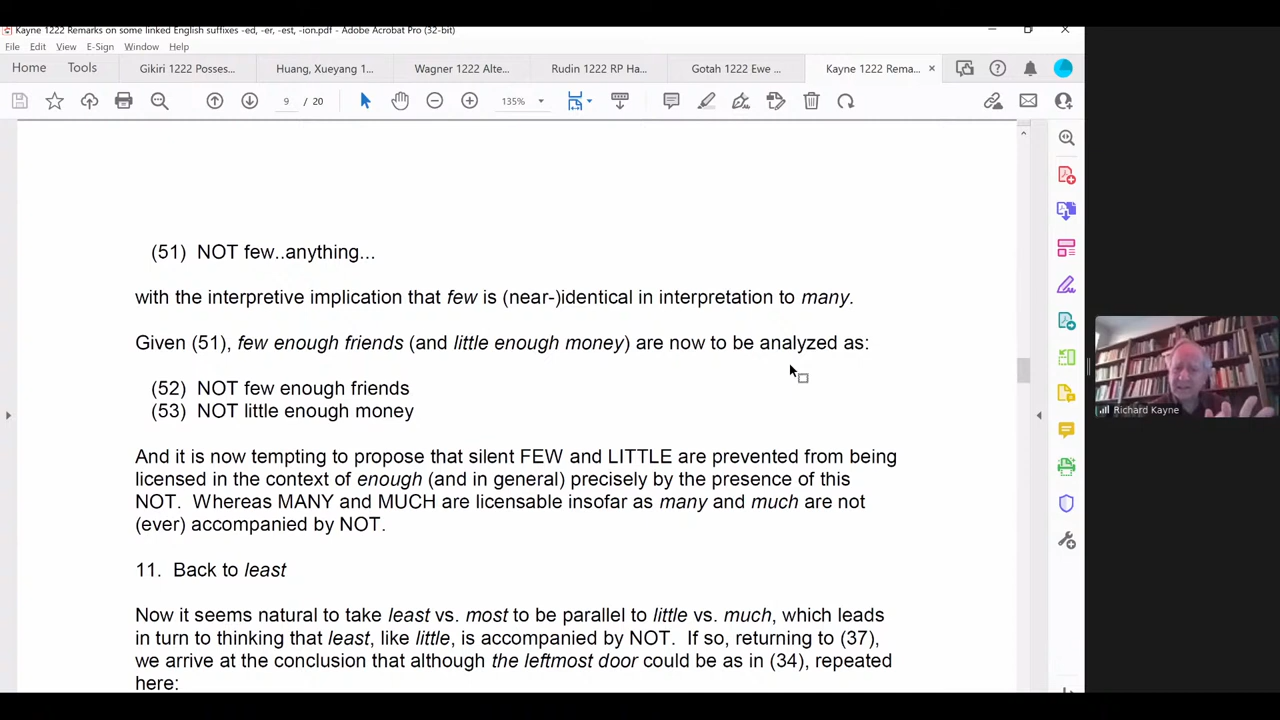 Kayne 1222 Remarks on some linked English suffixes -ed, -er, -est, -ion.pdf - Adobe Acrobat Pro (32-bit)
File Edit View E-Sign Window Help
Home Tools Gikiri 1222 Posses... Huang, Xueyang 1... Wagner 1222 Alte... Rudin 1222 RP Ha... Gotah 1222 Ewe ... Kayne 1222 Rema...
9 / 20 135%
(51) NOT few..anything...
with the interpretive implication that few is (near-)identical in interpretation to many.
Given (51), few enough friends (and little enough money) are now to be analyzed as:
(52) NOT few enough friends
(53) NOT little enough money
And it is now tempting to propose that silent FEW and LITTLE are prevented from being
licensed in the context of enough (and in general) precisely by the presence of this
NOT. Whereas MANY and MUCH are licensable insofar as many and much are not
(ever) accompanied by NOT.
11. Back to least
Now it seems natural to take least vs. most to be parallel to little vs. much, which leads
in turn to thinking that least, like little, is accompanied by NOT. If so, returning to (37),
we arrive at the conclusion that although the leftmost door could be as in (34), repeated
here:
Richard Kayne